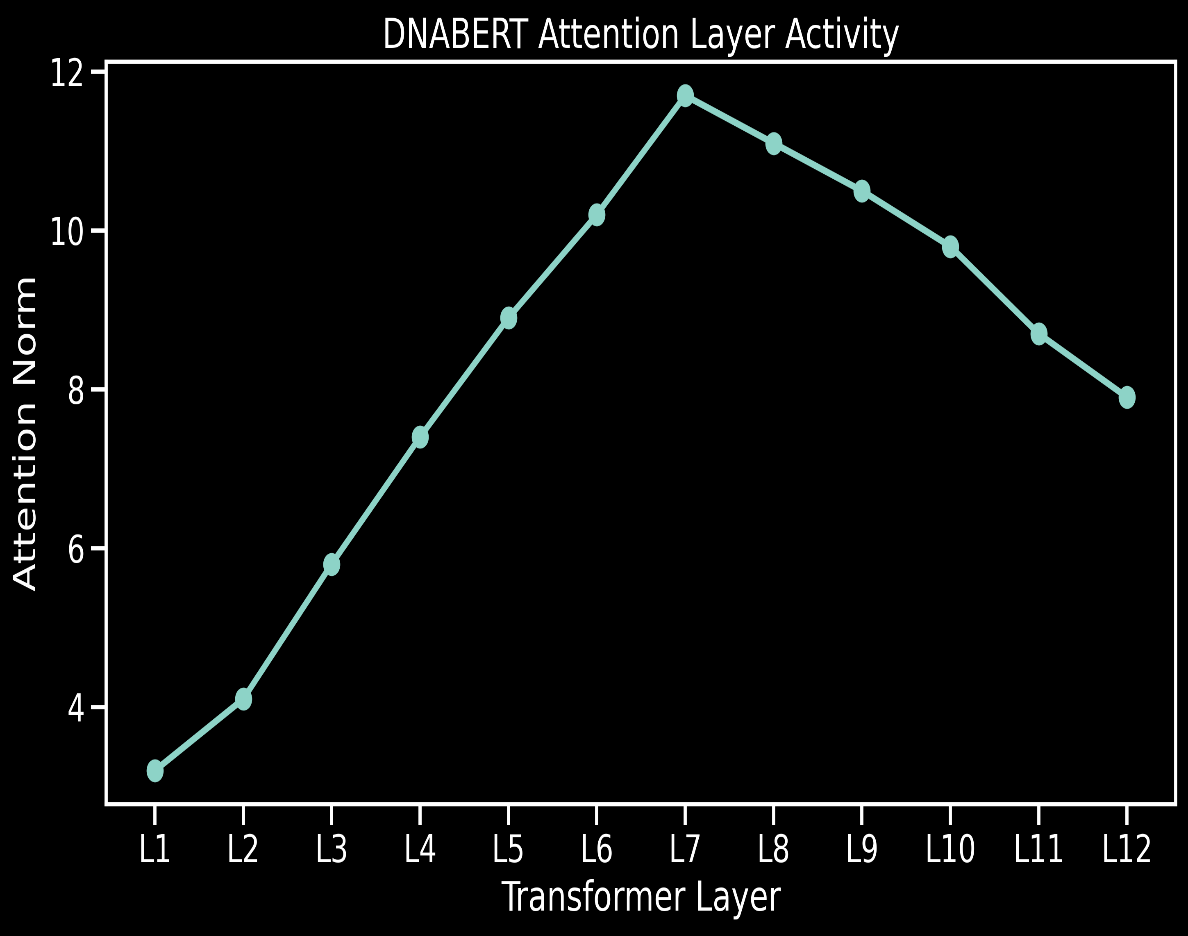 DNABERT Attention Layer Activity
12
10
8
6
4
Attention Norm
L1 L2 L3 L4 L5 L6 L7 L8 L9 L10 L11 L12
Transformer Layer